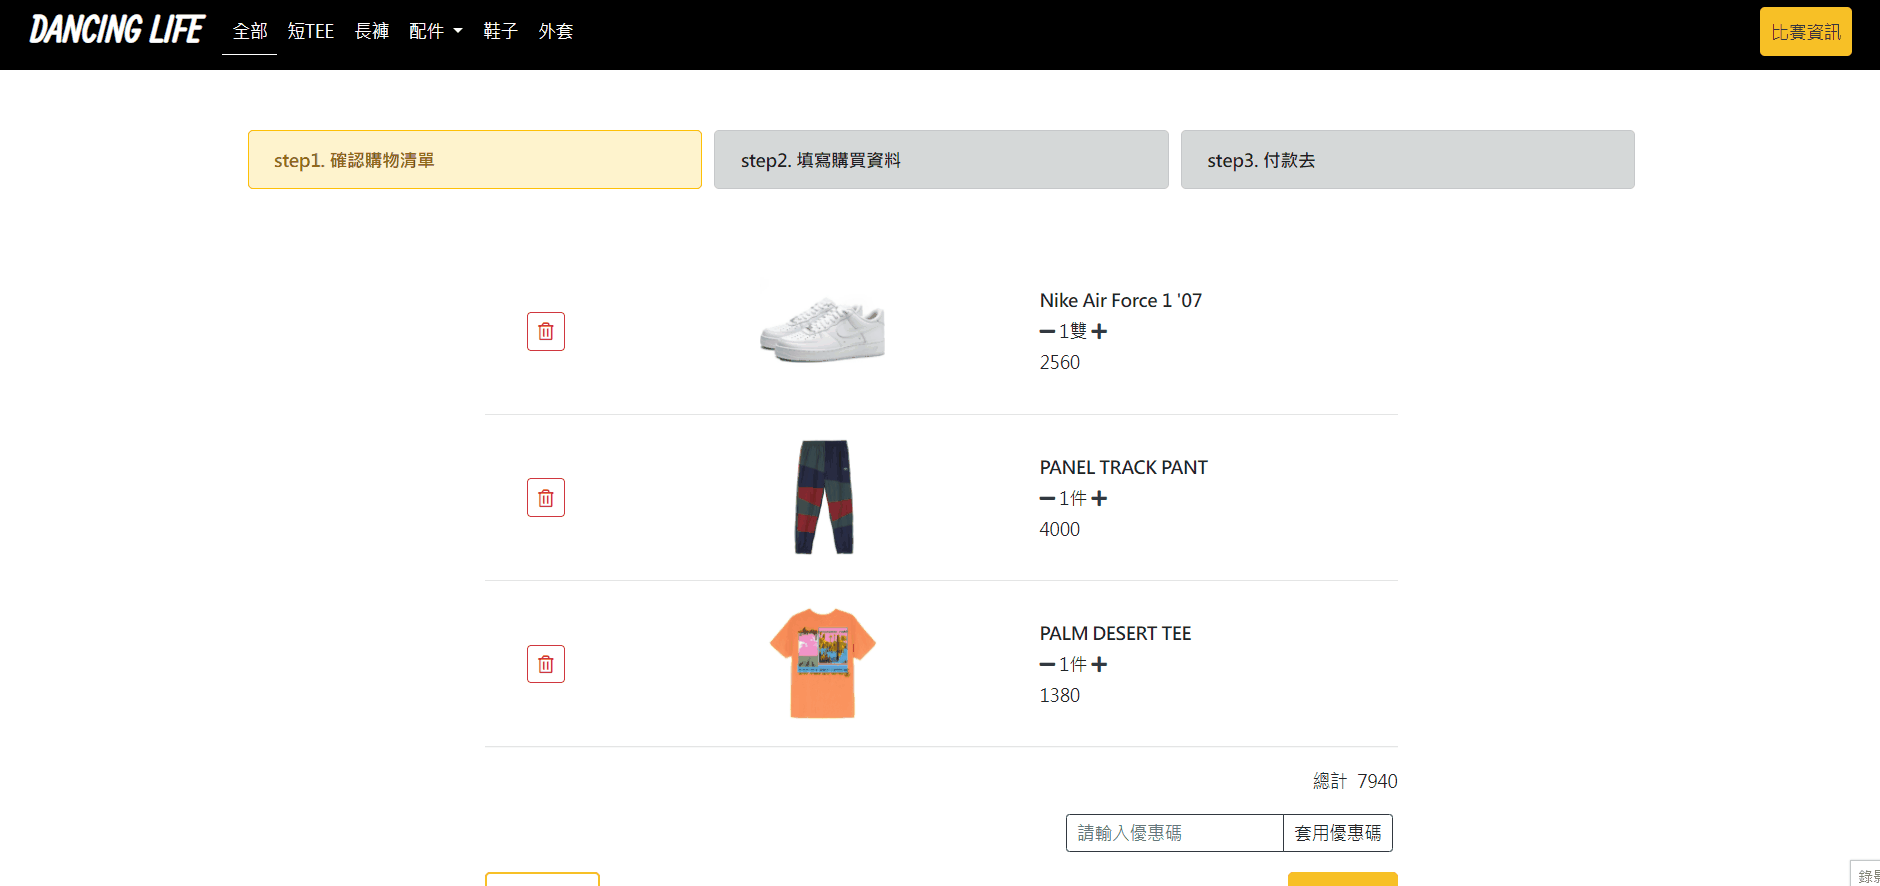 DANCING LIFE 全部 短TEE 長褲 配件 鞋子 外套 比賽資訊
step1. 確認購物清單 step2. 填寫購買資料 step3. 付款去
Nike Air Force 1 '07
1雙
2560
PANEL TRACK PANT
1件
4000
PALM DESERT TEE
1件
1380
總計 7940
請輸入優惠碼 套用優惠碼